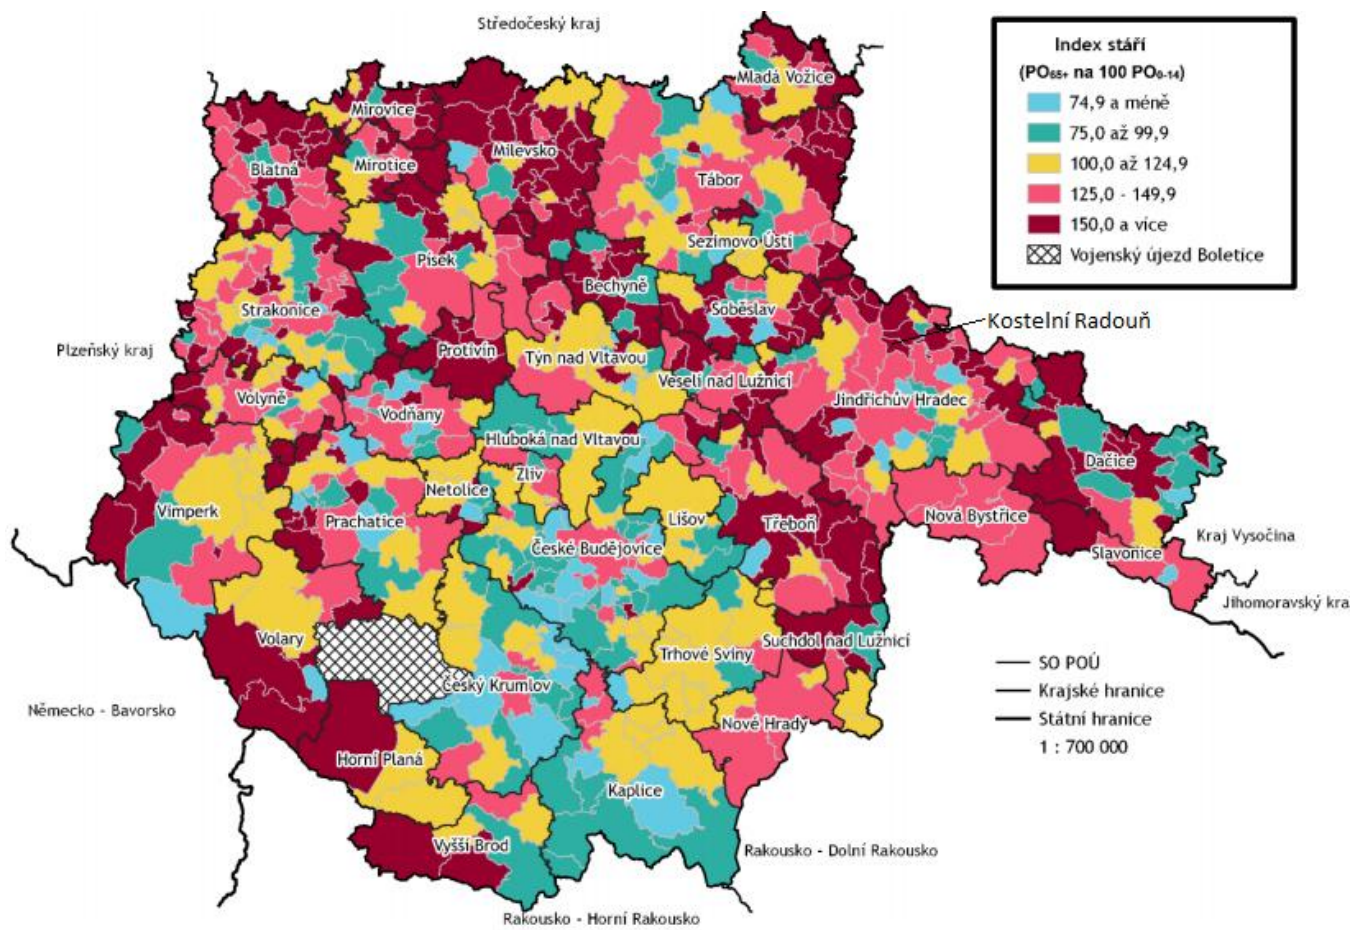 Středočeský kraj
Index stáří
(PO65+ na 100 PO0-14)
74,9 a méně
75,0 až 99,9
100,0 až 124,9
125,0 - 149,9
150,0 a více
Vojenský újezd Boletice
Mladá Vožice
Mirovice
Milevsko
Mirotice
Blatná
Tábor
Sezimovo Ústí
Písek
Bechyně
Strakonice
Soběslav
Kostelní Radouň
Plzeňský kraj
Protivín
Týn nad Vltavou
Veselí nad Lužnicí
Volyně
Jindřichův Hradec
Vodňany
Hluboká nad Vltavou
Dačice
Zliv
Netolice
Vimperk
Prachatice
Lišov
Třeboň
Nová Bystřice
České Budějovice
Kraj Vysočina
Slavonice
Jihomoravský kra
Volary
Trhové Sviny
Suchdol nad Lužnicí
SO POÚ
Český Krumlov
Krajské hranice
Německo - Bavorsko
Státní hranice
Nové Hrady
1 : 700 000
Horní Planá
Kaplice
Vyšší Brod
Rakousko - Dolní Rakousko
Rakousko - Horní Rakousko